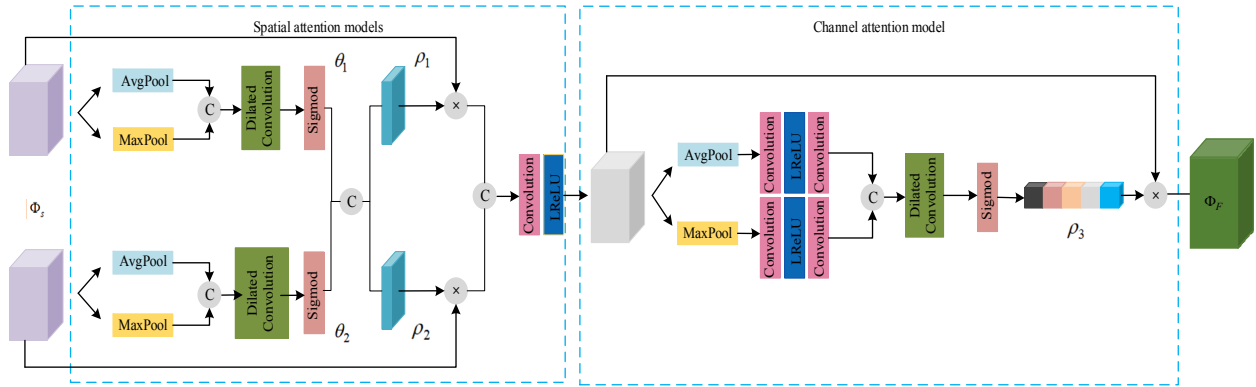 Spatial attention models
Channel attention model
θ1
ρ1
AvgPool
MaxPool
C
Dilated
Convolution
Sigmod
×
Φs
C
C
Convolution
LReLU
AvgPool
MaxPool
C
Dilated
Convolution
Sigmod
θ2
ρ2
×
AvgPool
MaxPool
Convolution
LReLU
Convolution
Convolution
LReLU
Convolution
C
Dilated
Convolution
Sigmod
ρ3
×
ΦF